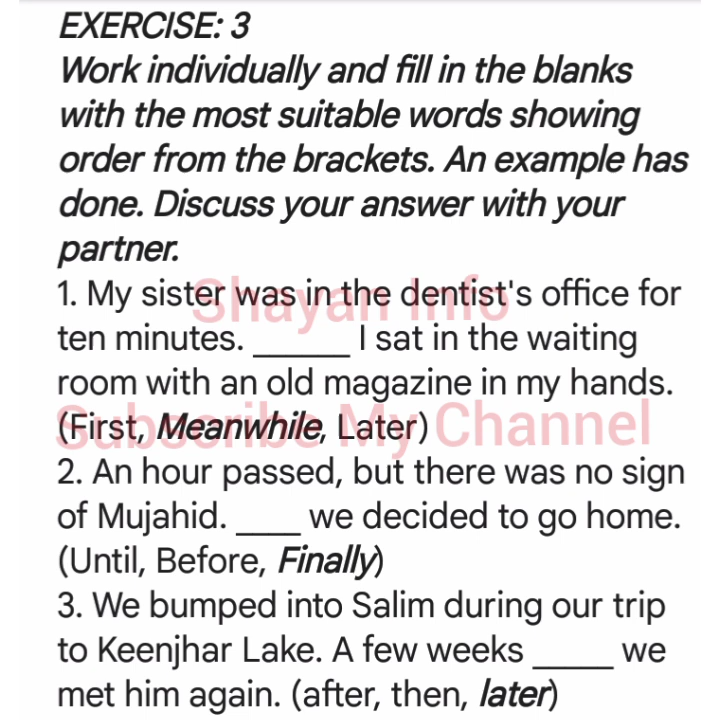 EXERCISE: 3
Work individually and fill in the blanks
with the most suitable words showing
order from the brackets. An example has
done. Discuss your answer with your
partner.
Shayan Info
1. My sister was in the dentist's office for
ten minutes. ______ I sat in the waiting
room with an old magazine in my hands.
Subscribe My Channel
(First, Meanwhile, Later)
2. An hour passed, but there was no sign
of Mujahid. ____ we decided to go home.
(Until, Before, Finally)
3. We bumped into Salim during our trip
to Keenjhar Lake. A few weeks _____ we
met him again. (after, then, later)